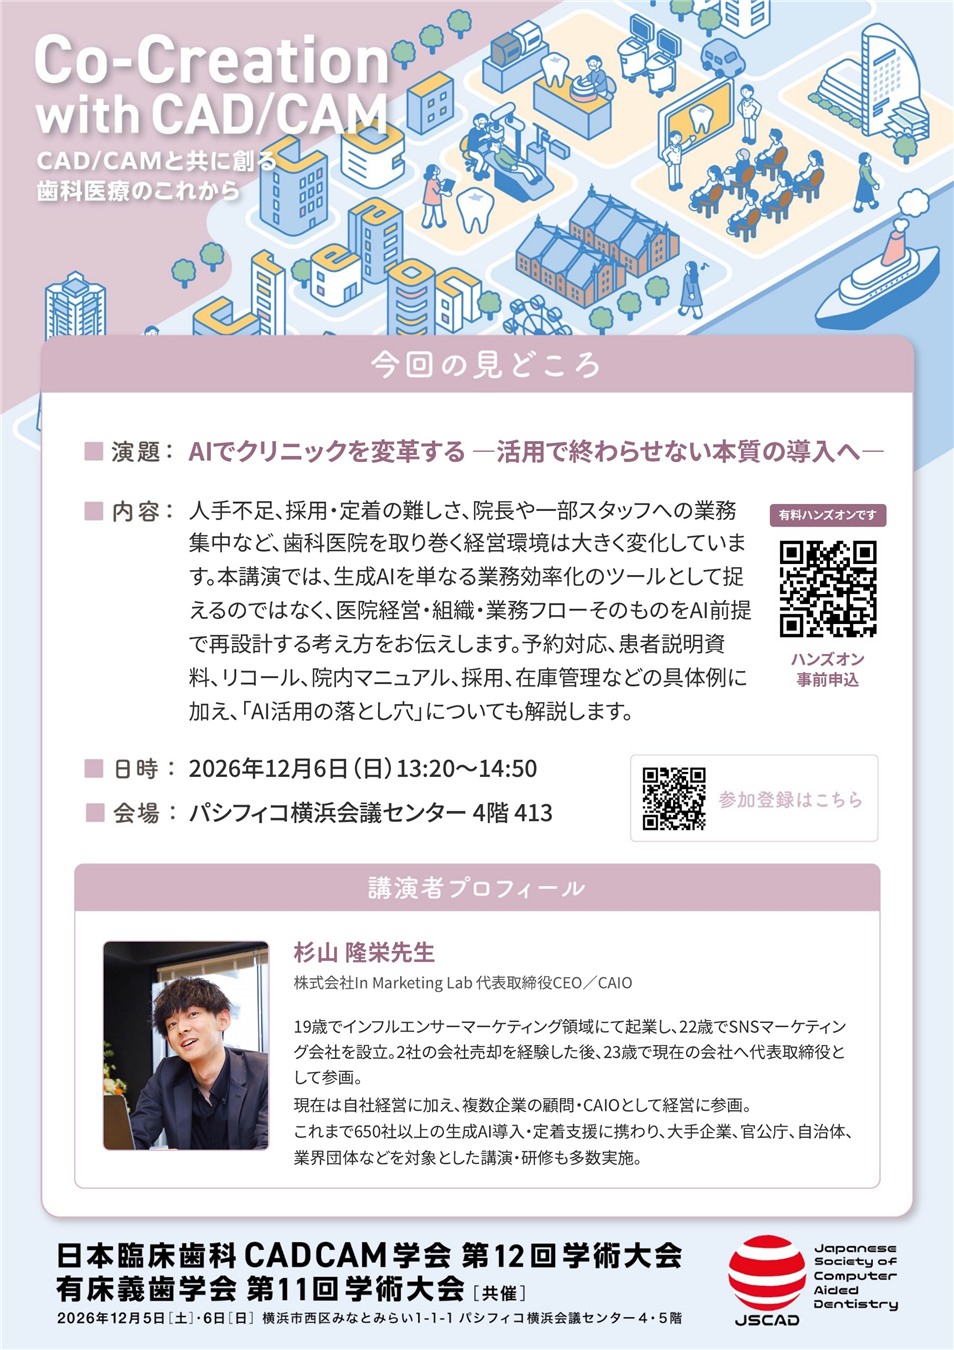 Co-Creation
with CAD/CAM
CAD/CAMと共に創る
歯科医療のこれから
今回の見どころ
演題： AIでクリニックを変革する ―活用で終わらせない本質の導入へ―
内容： 人手不足、採用・定着の難しさ、院長や一部スタッフへの業務
集中など、歯科医院を取り巻く経営環境は大きく変化していま
す。本講演では、生成AIを単なる業務効率化のツールとして捉
えるのではなく、医院経営・組織・業務フローそのものをAI前提
で再設計する考え方をお伝えします。予約対応、患者説明資
料、リコール、院内マニュアル、採用、在庫管理などの具体例に
加え、「AI活用の落とし穴」についても解説します。
有料ハンズオンです
ハンズオン
事前申込
日時： 2026年12月6日（日）13:20〜14:50
会場： パシフィコ横浜会議センター 4階 413
参加登録はこちら
講演者プロフィール
杉山 隆栄先生
株式会社In Marketing Lab 代表取締役CEO／CAIO
19歳でインフルエンサーマーケティング領域にて起業し、22歳でSNSマーケティン
グ会社を設立。2社の会社売却を経験した後、23歳で現在の会社へ代表取締役と
して参画。
現在は自社経営に加え、複数企業の顧問・CAIOとして経営に参画。
これまで650社以上の生成AI導入・定着支援に携わり、大手企業、官公庁、自治体、
業界団体などを対象とした講演・研修も多数実施。
日本臨床歯科CADCAM学会 第12回学術大会
有床義歯学会 第11回学術大会［共催］
2026年12月5日［土］・6日［日］ 横浜市西区みなとみらい1-1-1 パシフィコ横浜会議センター4・5階
JSCAD
Japanese
Society of
Computer
Aided
Dentistry